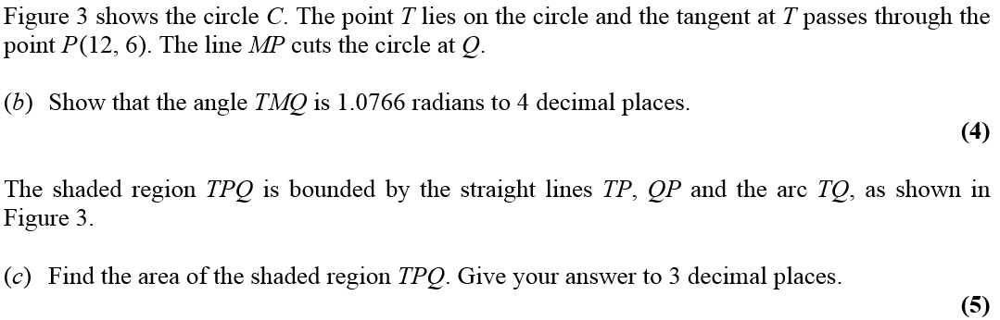 Figure 3 shows the circle C. The point T lies on the circle and the tangent at T passes through the
point P(12, 6). The line MP cuts the circle at Q.
(b) Show that the angle TMQ is 1.0766 radians to 4 decimal places.
(4)
The shaded region TPQ is bounded by the straight lines TP, QP and the arc TQ, as shown in
Figure 3.
(c) Find the area of the shaded region TPQ. Give your answer to 3 decimal places.
(5)